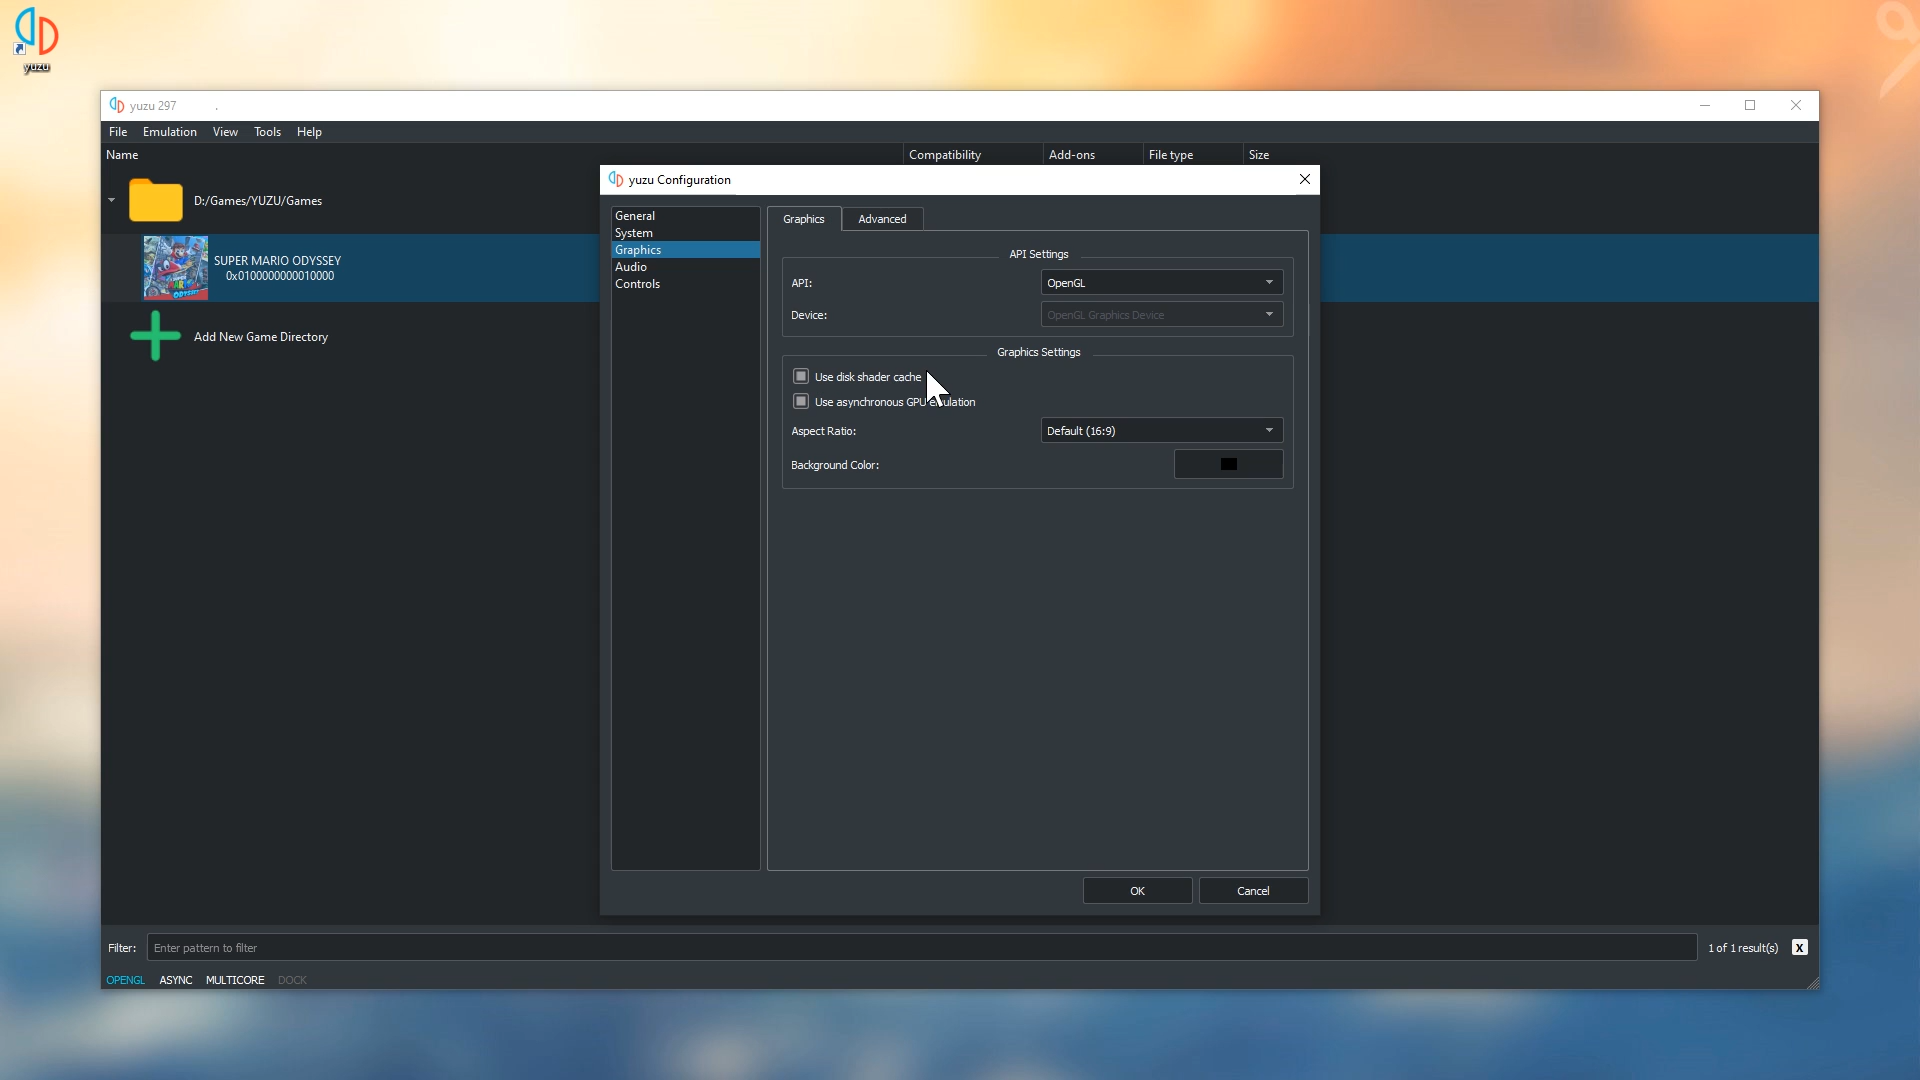 yuzu
yuzu 297
File Emulation View Tools Help
Name Compatibility Add-ons File type Size
D:/Games/YUZU/Games
SUPER MARIO ODYSSEY
0x0100000000010000
Add New Game Directory
yuzu Configuration
General
System
Graphics
Audio
Controls
Graphics Advanced
API Settings
API: OpenGL
Device: OpenGL Graphics Device
Graphics Settings
Use disk shader cache
Use asynchronous GPU emulation
Aspect Ratio: Default (16:9)
Background Color:
OK Cancel
Filter: Enter pattern to filter 1 of 1 result(s) X
OPENGL ASYNC MULTICORE DOCK